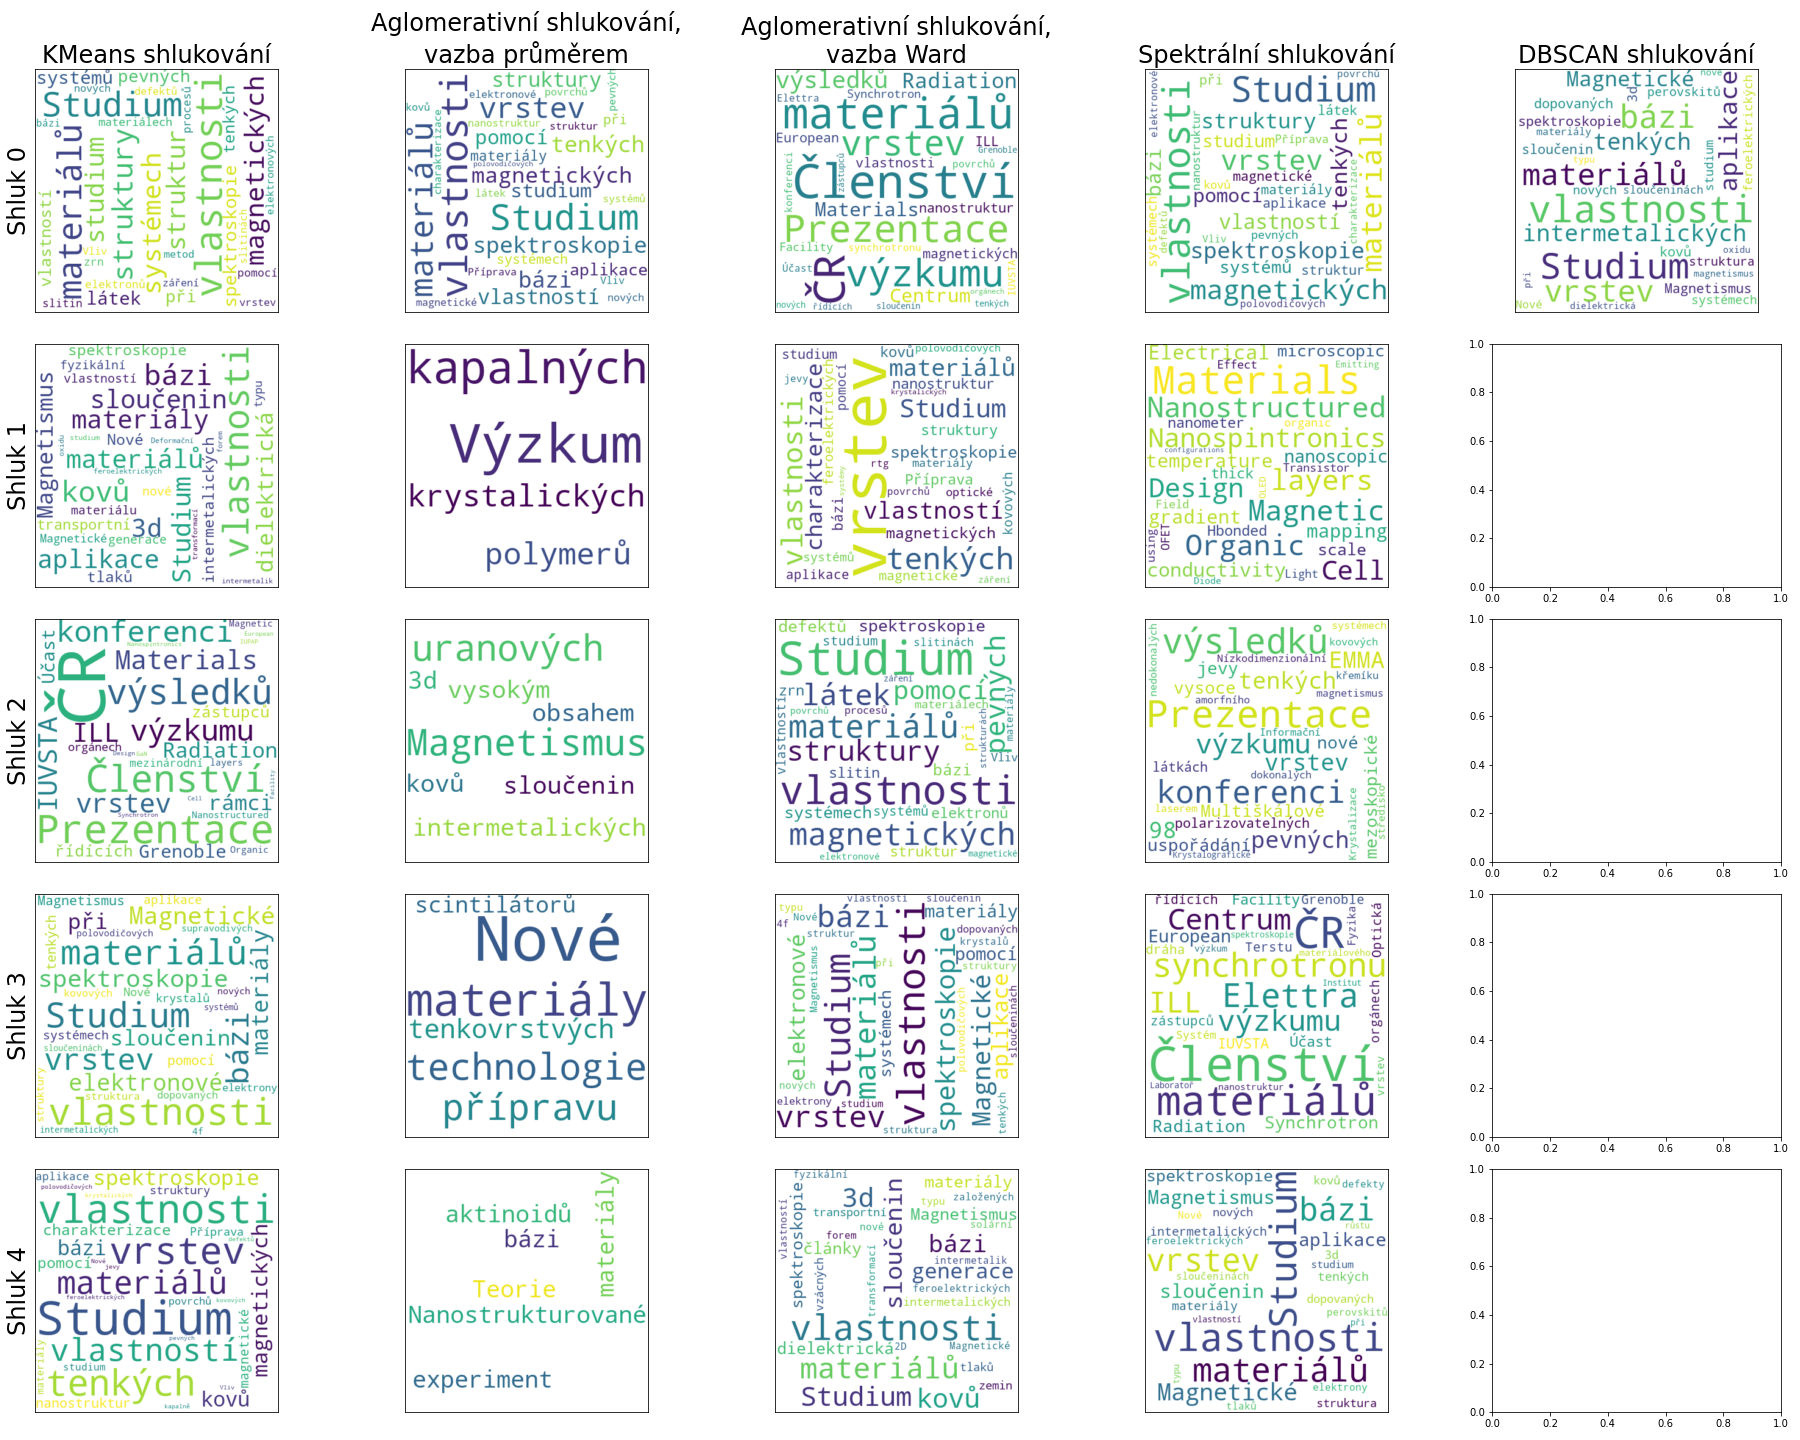 KMeans shlukování
Aglomerativní shlukování,
vazba průměrem
Aglomerativní shlukování,
vazba Ward
Spektrální shlukování
DBSCAN shlukování
Shluk 0
systémů pevných
nových defektů
Studium
bázi materiálech
procesů
vlastnosti
tenkých
magnetických
materiálů
studium
struktury
systémech
struktur
spektroskopie
slitinách
elektronových
vlastností
Vliv
zrn
metod
elektronů
záření
pomocí
slitin látek při vrstev
struktury
elektronové povrchů
pevných
kovů vrstev
nanostruktur struktur při
pomocí tenkých
materiály
polovodičových
magnetických
látek studium systémů
Studium
spektroskopie
systémech
Příprava bázi aplikace
Vliv
magnetické vlastností nových
materiálů
charakterizace
vlastnosti
výsledků Radiation
Elettra Synchrotron
materiálů
European vrstev ILL
Grenoble
vlastnosti povrchů
Členství
konferenci
zástupců
Materials nanostruktur
Prezentace
Facility synchrotronu
magnetických
Účast výzkumu
ČR
Centrum orgánech
IUVSTA
nových řídících sloučenin tenkých
elektronové
při povrchů
Studium
struktury látek
studium Příprava
vrstev
magnetické
kovů materiály
pomocí aplikace
vlastností
Vliv pevných
spektroskopie
systémů struktur
magnetických
polovodičových
systémech
bázi
defektů
vlastnosti
nanostruktur
tenkých
charakterizace
materiálů
Magnetické nové
3d perovskitů
dopovaných
spektroskopie bázi
materiály tenkých
sloučenin
typu
materiálů
nových sloučeninách
studium
aplikace
feroelektrických
vlastnosti
intermetalických
kovů oxidu
Studium struktura
magnetismus
při vrstev Magnetismus
systémech
Nové dielektrická
Shluk 1
spektroskopie
fyzikální
vlastností bázi
sloučenin
materiály
Nové Deformační
studium
oxidu
materiálů
feroelektrických
kovů nové
materiálu
transportní 3d
Magnetické generace
aplikace
tlaků
Magnetismus
Studium
transformací
intermetalických
forem
vlastnosti
typu
dielektrická
intermetalik
kapalných
Výzkum
krystalických
polymerů
studium kovů polovodičových
materiálů
jevy nanostruktur
krystalických
Studium
struktury
spektroskopie
rtg materiály
Příprava
povrchů optické
vlastností
magnetických
tenkých
systémů
aplikace magnetické záření
vlastnosti
charakterizace
bázi
feroelektrických
pomocí
systémy
vrstev
kovových
Electrical microscopic
Effect Emitting
Materials
Nanostructured
nanometer organic
Nanospintronics
configurations
temperature nanoscopic
thick Transistor
Design layers
Field OLED
gradient Magnetic
using OFET Hbonded mapping
Organic scale
conductivity Light Cell
Diode
1.0
0.8
0.6
0.4
0.2
0.0
0.0 0.2 0.4 0.6 0.8 1.0
Shluk 2
konferenci Magnetic
European
IUPAP
Nanospintronics
Účast ČR Materials
výsledků
zástupců
ILL výzkumu
orgánech Radiation
Design GaN
mezinárodní layers
IUVSTA
Členství
Facility
vrstev Cell rámci
Synchrotron Nanostructured
Prezentace
řídících Grenoble Organic
uranových
3d vysokým
obsahem
Magnetismus
kovů sloučenin
intermetalických
defektů spektroskopie
studium slitinách
Studium
záření
zrn látek pomocí
materiálech
povrchů procesů
materiálů
struktury při
strukturách
materiály
pevných
Vliv
slitin bázi
vlastnosti
systémech systémů elektronů
magnetických
elektronové struktur magnetické
vlastností
výsledků systémech
kovových
Nízkodimenzionální
jevy EMMA
vysoce tenkých křemíku
amorfního magnetismus
Prezentace
Informační
výzkumu nové
vrstev
látkách dokonalých
konferenci
laserem Multiškálové
98 polarizovatelných
uspořádání pevných
Krystalografické
nedokonalých
Krystalizace
mezoskopické
středisko
1.0
0.8
0.6
0.4
0.2
0.0
0.0 0.2 0.4 0.6 0.8 1.0
Shluk 3
Magnetismus aplikace
při Magnetické
polovodičových supravodivých
tenkých
materiálů
spektroskopie
kovových Nové nových
krystalů
Studium systémů
systémech sloučenin
sloučeninách
vrstev pomocí
bázi
materiály
elektronové elektrony
struktura dopovaných
struktury
vlastnosti
intermetalických 4f
scintilátorů
Nové
materiály
tenkovrstvých
technologie
přípravu
vlastnosti sloučenin
typu
Nové bázi materiály
4f struktur
dopovaných
krystalů
pomocí
struktury
při
elektronové
Magnetismus
Studium
materiálů
systémech
vlastnosti
spektroskopie
polovodičových
Magnetické
aplikace
sloučeninách
nových
elektrony studium
vrstev
struktura
tenkých
řídících Facility Grenoble
Centrum ČR
Fyzika
Optická
European spektroskopie
dráha výzkum Terstu
materiálového
synchrotronu
Institut
ILL Elettra
zástupců výzkumu
Systém IUVSTA Účast
orgánech
Členství
Laboratoř nanostruktur
vrstev
materiálů
Radiation Synchrotron
1.0
0.8
0.6
0.4
0.2
0.0
0.0 0.2 0.4 0.6 0.8 1.0
Shluk 4
aplikace spektroskopie
polovodičových struktury
krystalických
vlastnosti
charakterizace Příprava
defektů
bázi vrstev
pomocí Nové jevy
materiálů
feroelektrických
povrchů kovových
Studium
pevných
vlastností
studium
materiály
tenkých
Vliv kovů
nanostruktur kapalné
magnetické
magnetických
aktinoidů
bázi
materiály
Teorie
Nanostrukturované
experiment
fyzikální materiály
3d typu založených
transportní Magnetismus
nové solární
forem
články bázi
intermetalik
generace
feroelektrických
intermetalických
vlastností
spektroskopie
vzácných
transformací
sloučenin
vlastnosti
dielektrická 2D Magnetické
materiálů tlaků
Studium kovů zemin
spektroskopie kovů defekty
Magnetismus bázi
Nové nových
růstu
intermetalických
feroelektrických aplikace
vrstev 3d
studium
sloučeninách tenkých
sloučenin
dopovaných
materiály perovskitů
vlastností při
Studium
vlastnosti
typu materiálů
Magnetické elektrony
tlaků struktura
1.0
0.8
0.6
0.4
0.2
0.0
0.0 0.2 0.4 0.6 0.8 1.0